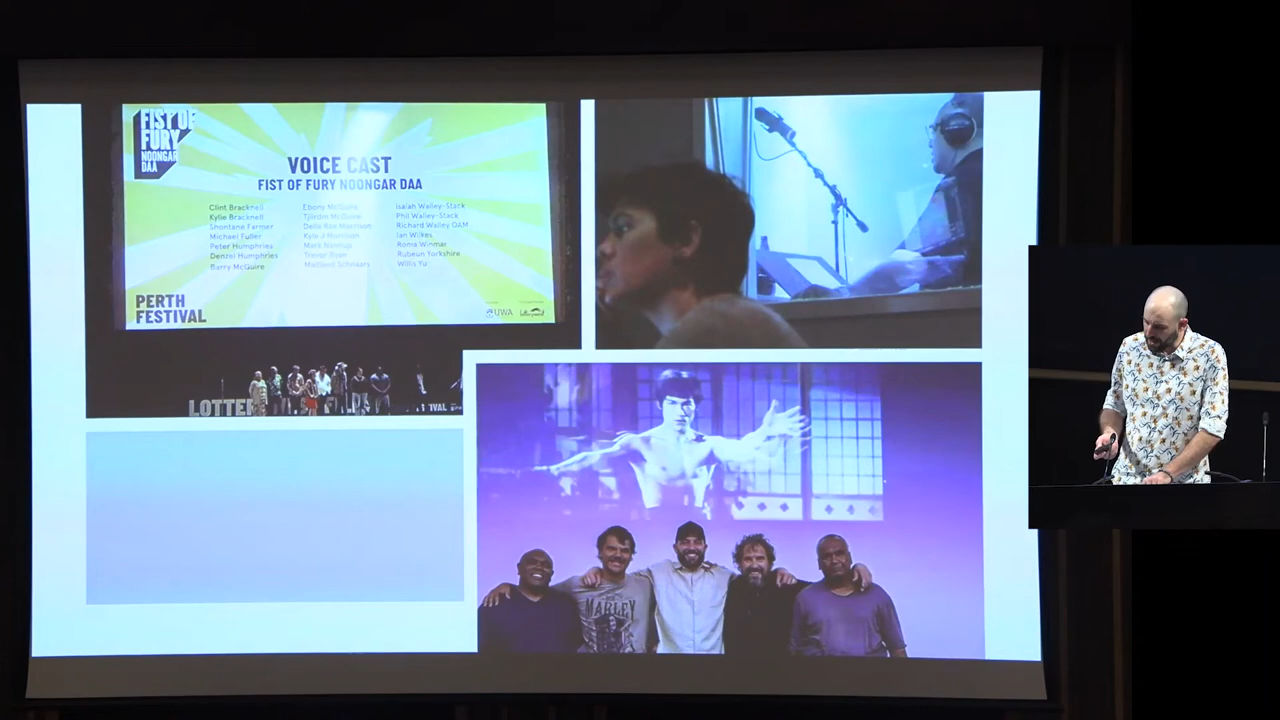 FIST OF
FURY
NOONGAR
DAA
VOICE CAST
FIST OF FURY NOONGAR DAA
Clint Bracknell
Kylie Bracknell
Shontane Farmer
Michael Fuller
Peter Humphries
Denzel Humphries
Barry McGuire
Ebony McGuire
Tjiirdm McGuire
Della Rae Morrison
Kyle J Morrison
Mark Nannup
Trevor Ryan
Maitland Schnaars
Isaiah Walley-Stack
Phil Walley-Stack
Richard Walley OAM
Ian Wilkes
Roma Winmar
Rubeun Yorkshire
Willis Yu
PERTH
FESTIVAL
UWA
MARLEY